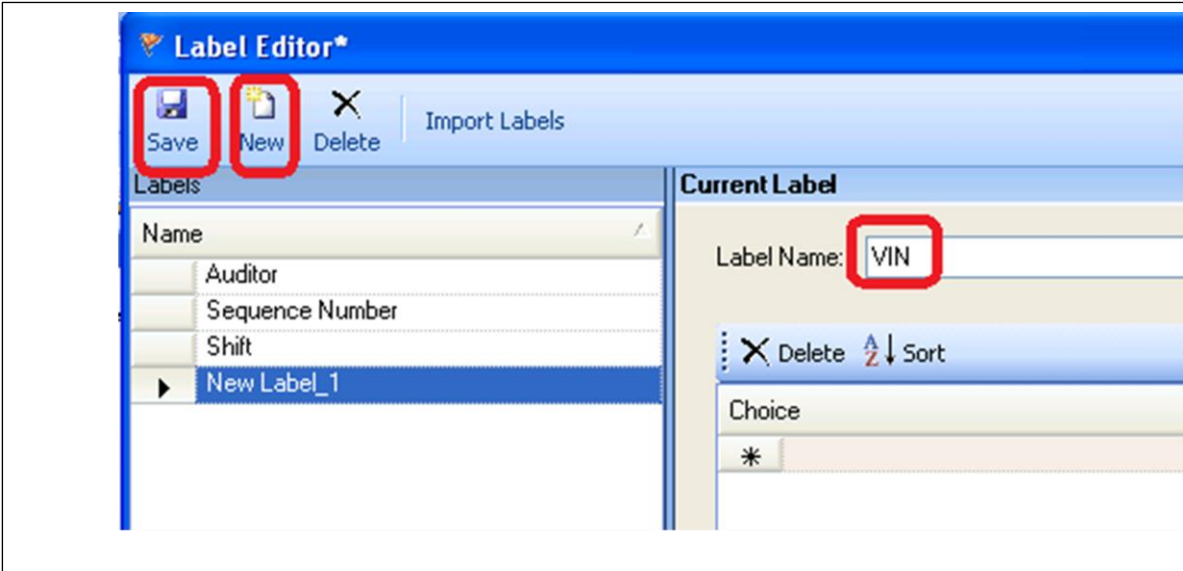 Label Editor*
Save New Delete Import Labels
Labels
Name
Auditor
Sequence Number
Shift
New Label_1
Current Label
Label Name: VIN
Delete AZ Sort
Choice